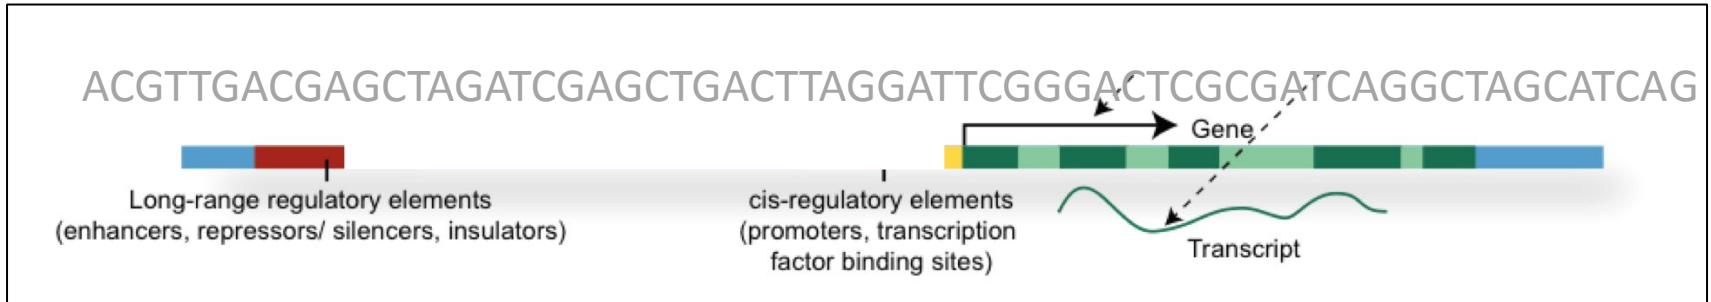 ACGTTGACGAGCTAGATCGAGCTGACTTAGGATTCGGGACTCGCGATCAGGCTAGCATCAG
Gene
Long-range regulatory elements
(enhancers, repressors/ silencers, insulators)
cis-regulatory elements
(promoters, transcription
factor binding sites)
Transcript